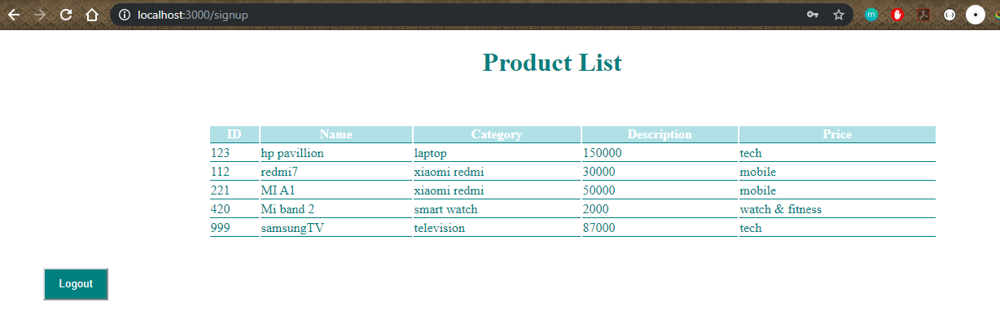 localhost:3000/signup
Product List
ID Name Category Description Price
123 hp pavillion laptop 150000 tech
112 redmi7 xiaomi redmi 30000 mobile
221 MI A1 xiaomi redmi 50000 mobile
420 Mi band 2 smart watch 2000 watch & fitness
999 samsungTV television 87000 tech
Logout